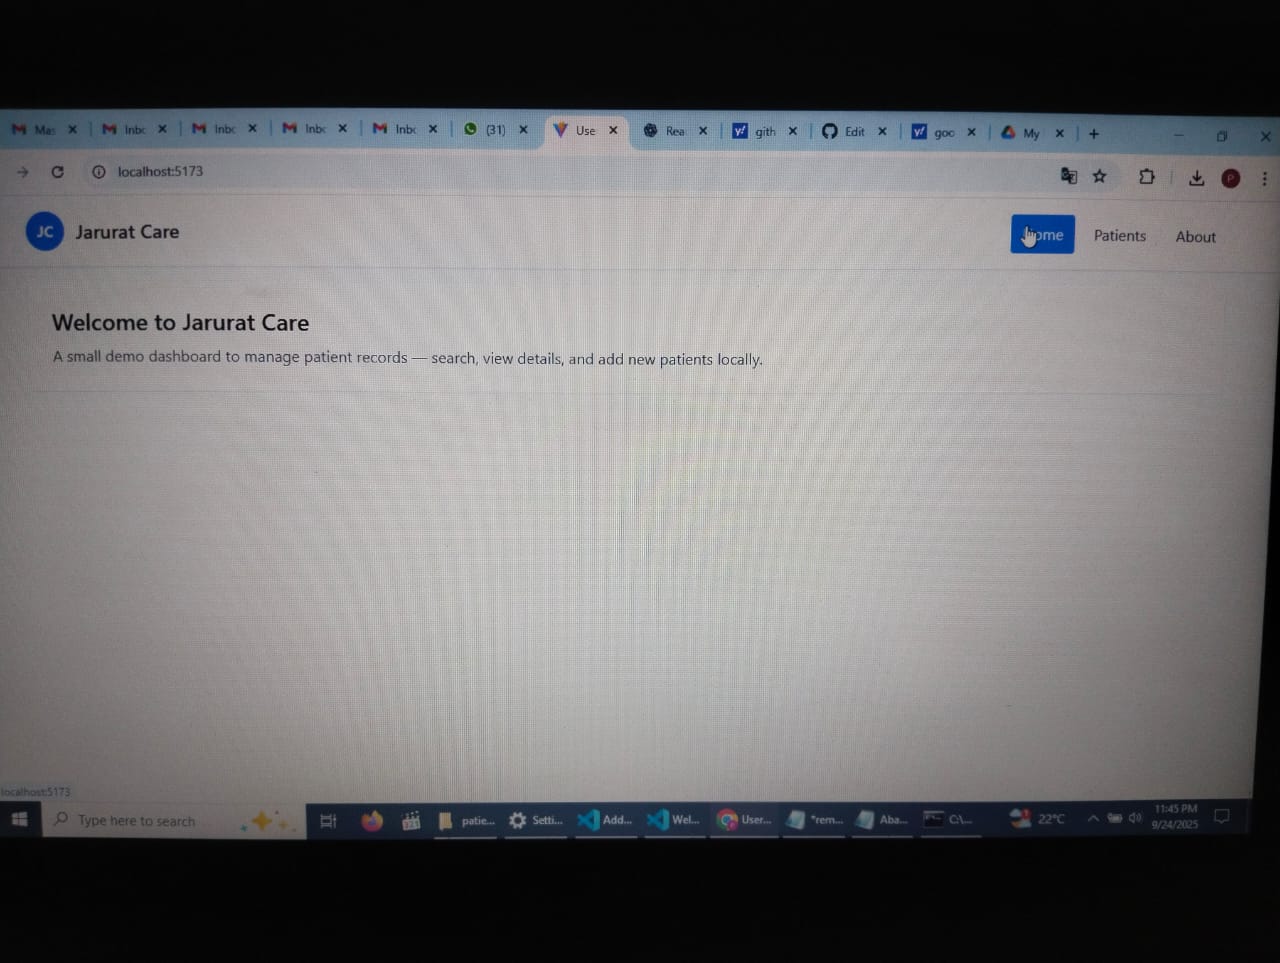 Mas
Inbc
Inbc
Inbc
Inbc
(31)
Use
Rea
gith
Edit
goo
My
localhost:5173
P
JC
Jarurat Care
Home
Patients
About
Welcome to Jarurat Care
A small demo dashboard to manage patient records — search, view details, and add new patients locally.
localhost:5173
Type here to search
321
patie...
Setti...
Add...
Wel...
User...
*rem...
Aba...
C:\...
22°C
11:45 PM
9/24/2025